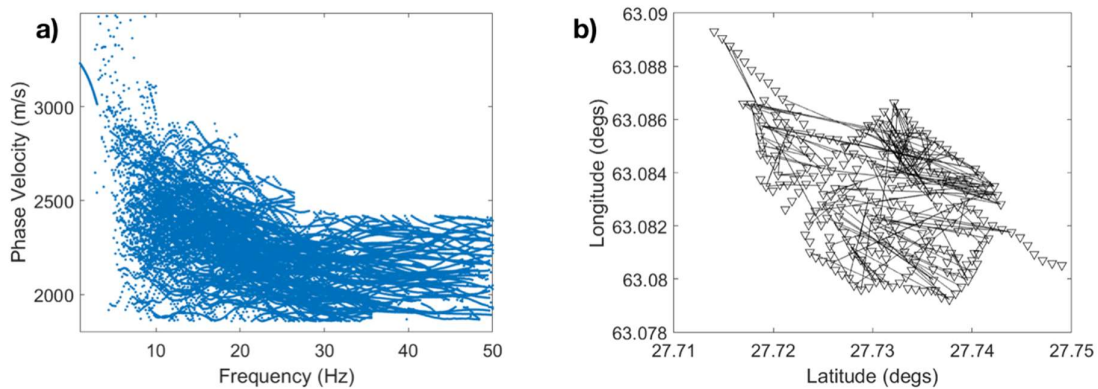 a)
3000
2500
2000
Phase Velocity (m/s)
10 20 30 40 50
Frequency (Hz)
b)
63.09
63.088
63.086
63.084
63.082
63.08
63.078
Longitude (degs)
27.71 27.72 27.73 27.74 27.75
Latitude (degs)